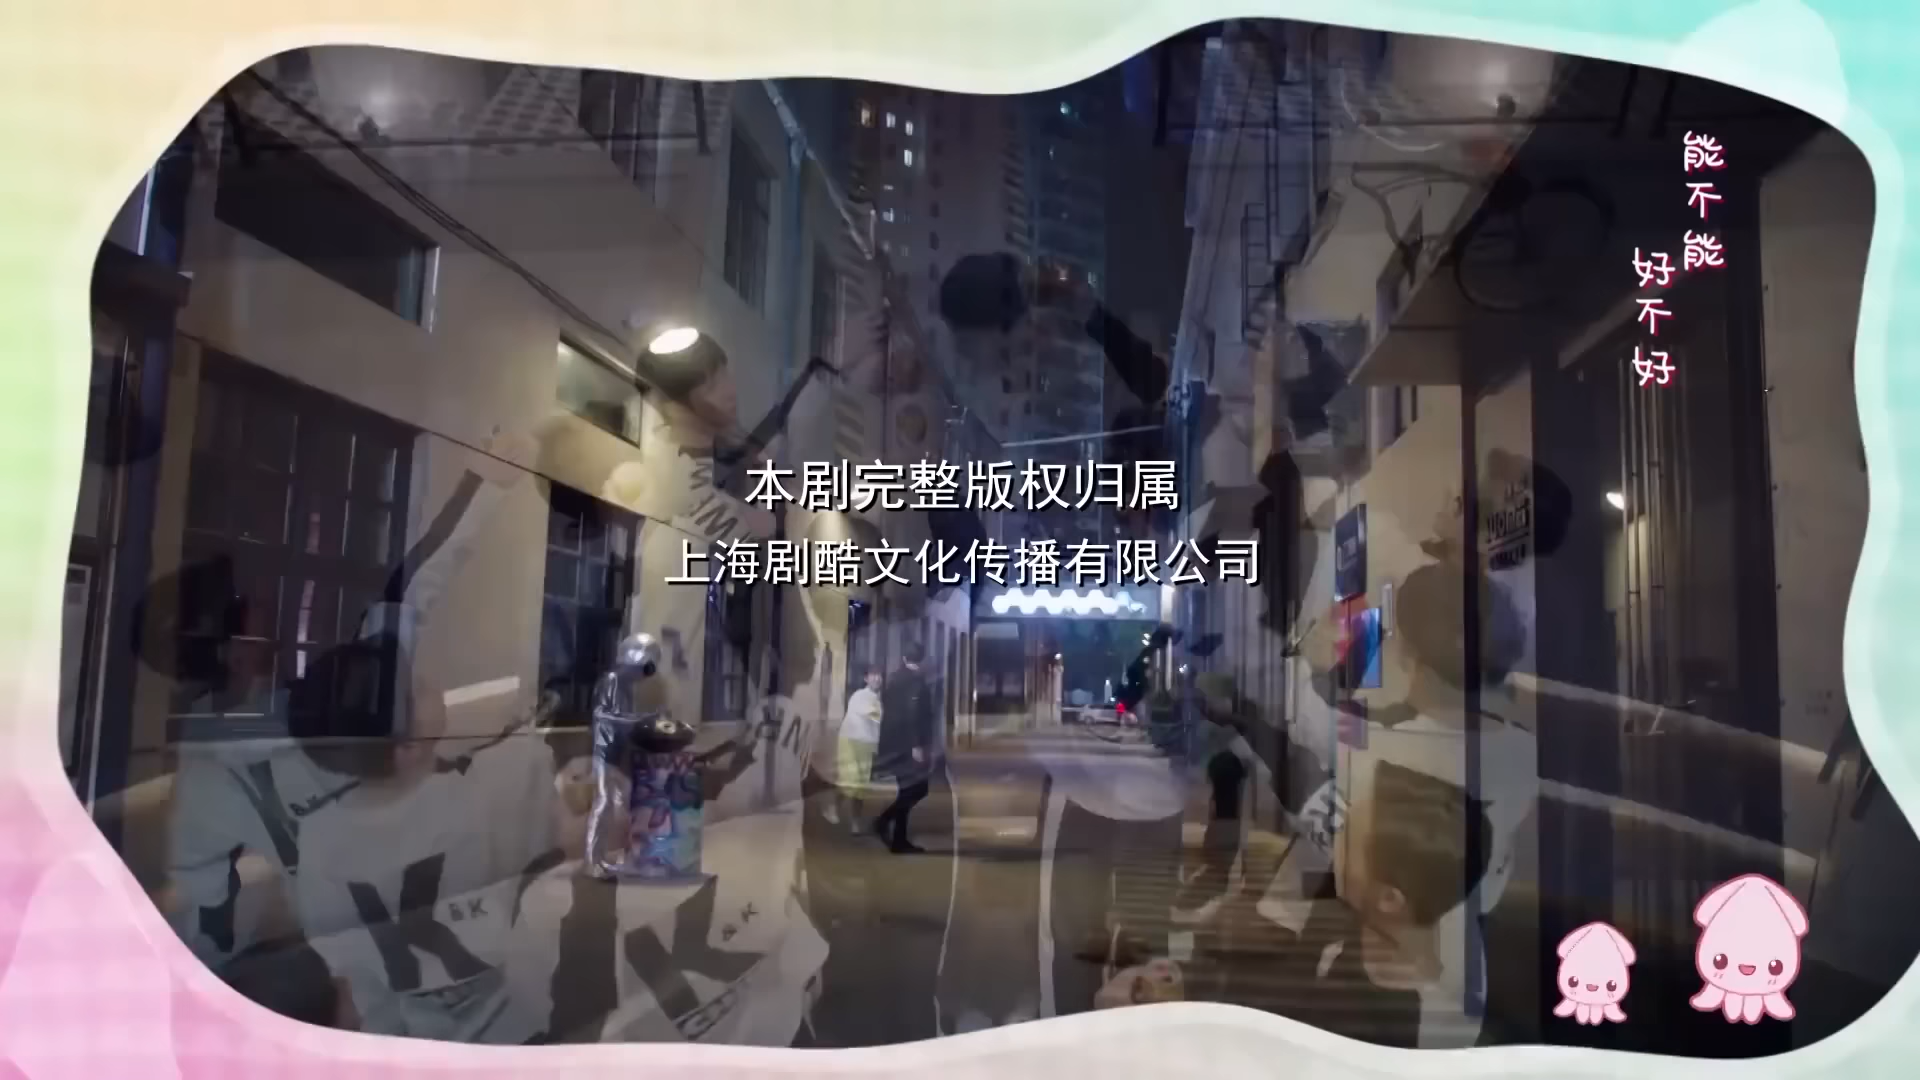 本剧完整版权归属
上海剧酷文化传播有限公司
能不能
好不好
K
& K
K
& K